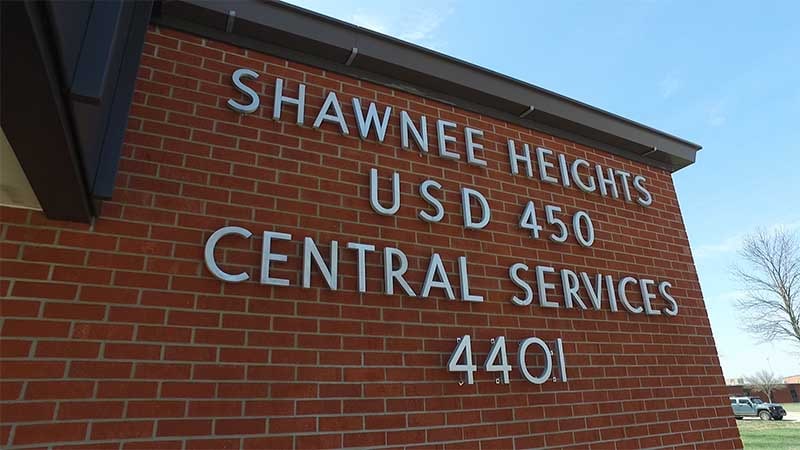 SHAWNEE HEIGHTS
USD 450
CENTRAL SERVICES
4401